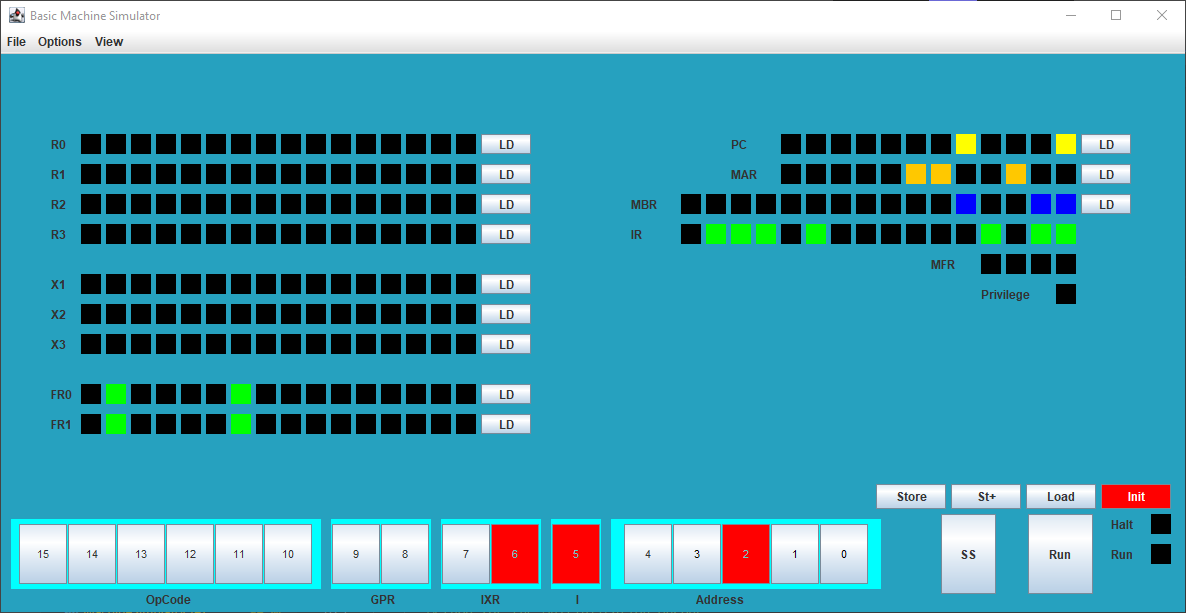 Basic Machine Simulator
File Options View
R0 LD PC LD
R1 LD MAR LD
R2 LD MBR LD
R3 LD IR
MFR
X1 LD Privilege
X2 LD
X3 LD
FR0 LD
FR1 LD
Store St+ Load Init
15 14 13 12 11 10 9 8 7 6 5 4 3 2 1 0 SS Run Halt
Run
OpCode GPR IXR I Address